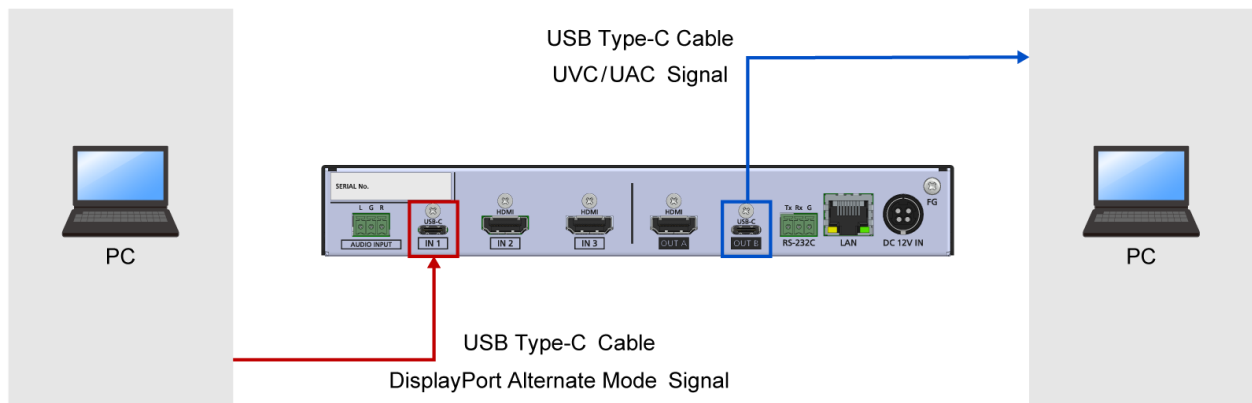 USB Type-C Cable
UVC/UAC Signal
SERIAL No.
L G R
AUDIO INPUT
USB-C
IN 1
HDMI
IN 2
HDMI
IN 3
HDMI
OUT A
USB-C
OUT B
Tx Rx G
RS-232C
LAN
DC 12V IN
FG
PC
PC
USB Type-C Cable
DisplayPort Alternate Mode Signal